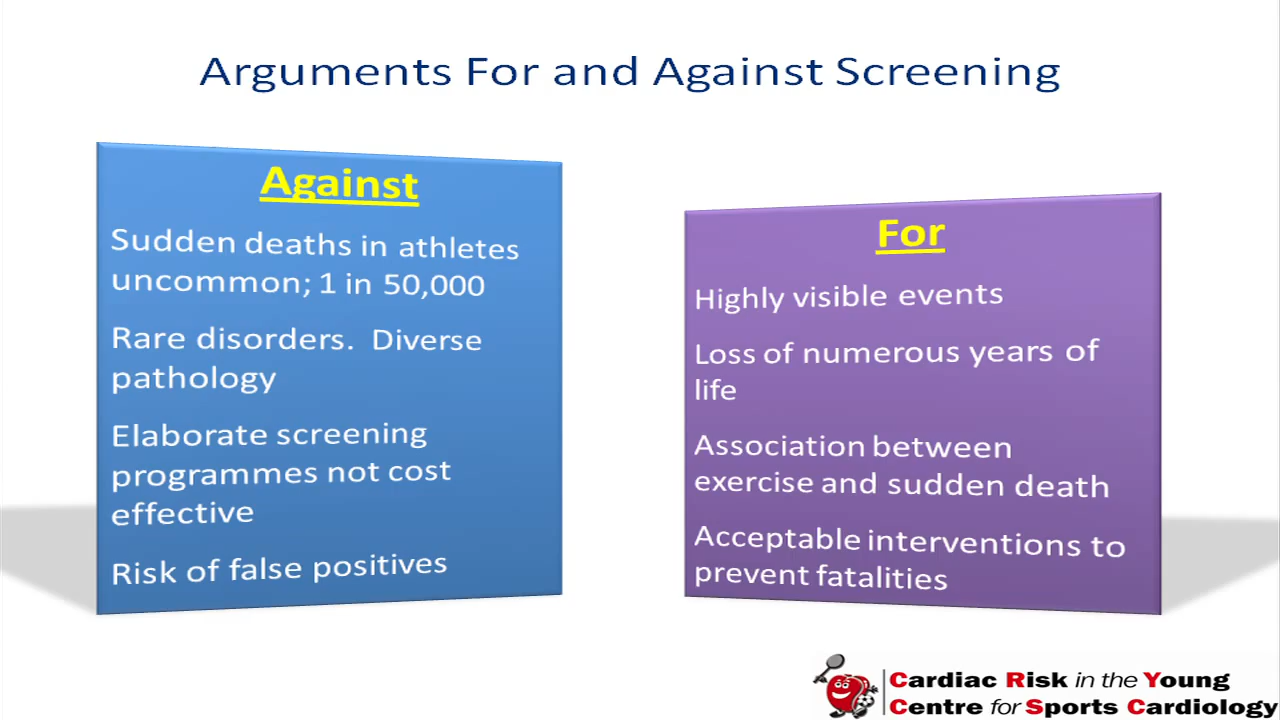 Arguments For and Against Screening
Against
Sudden deaths in athletes
uncommon; 1 in 50,000
Rare disorders.  Diverse
pathology
Elaborate screening
programmes not cost
effective
Risk of false positives
For
Highly visible events
Loss of numerous years of
life
Association between
exercise and sudden death
Acceptable interventions to
prevent fatalities
Cardiac Risk in the Young
Centre for Sports Cardiology